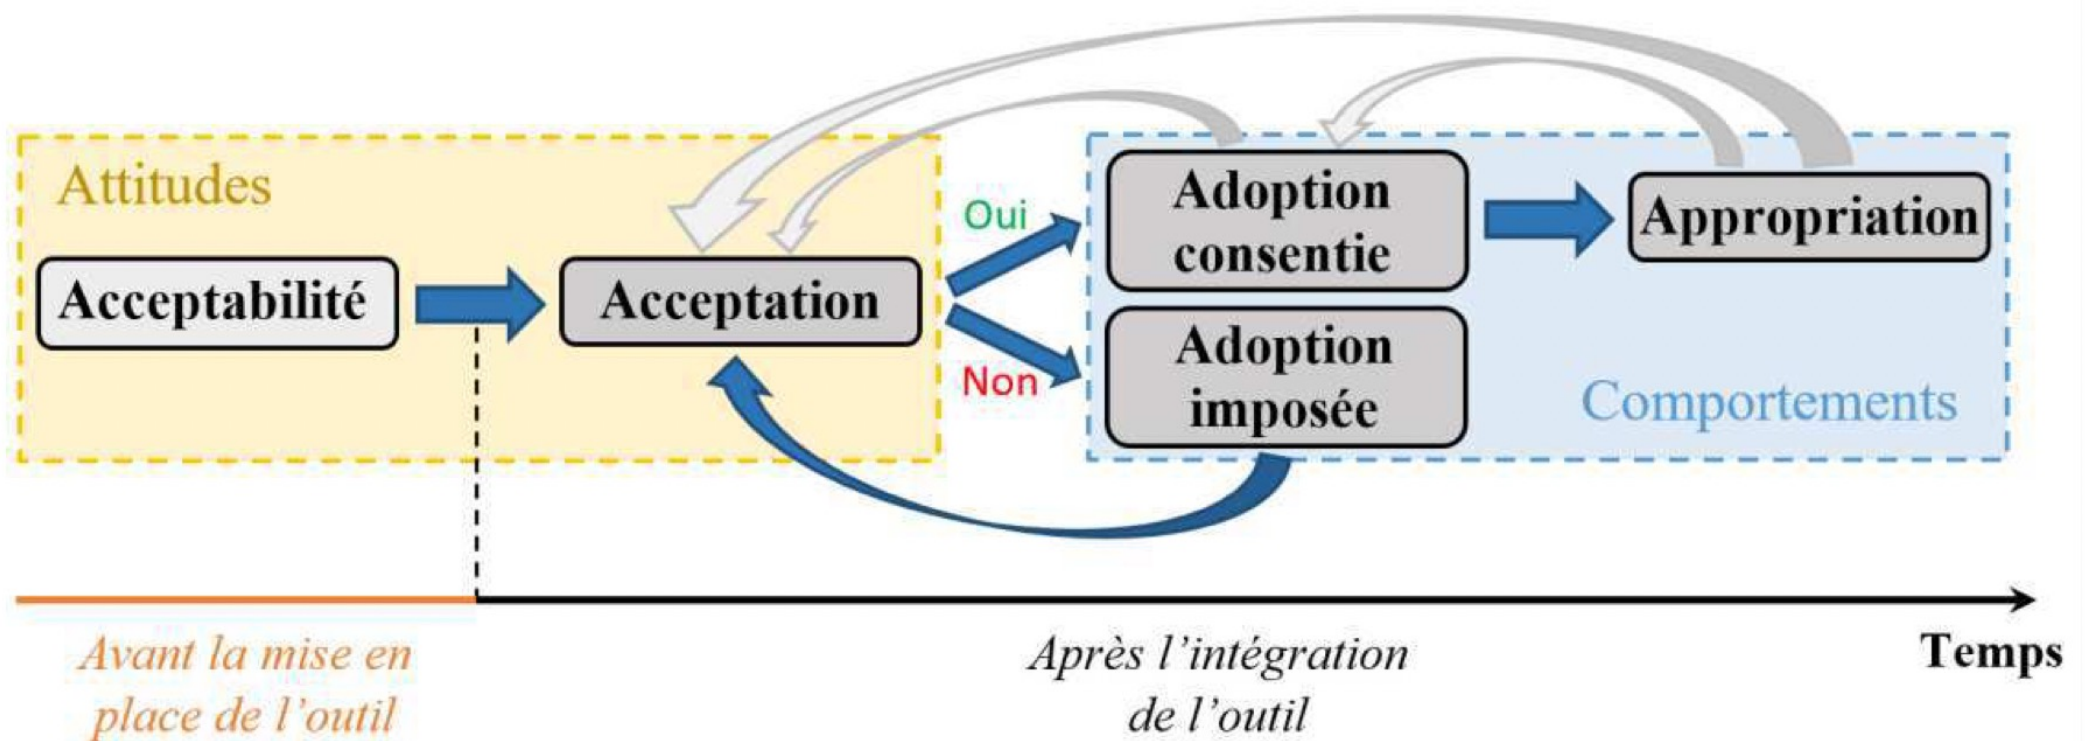 Attitudes
Acceptabilité
Acceptation
Oui
Non
Adoption
consentie
Adoption
imposée
Appropriation
Comportements
Avant la mise en
place de l'outil
Après l'intégration
de l'outil
Temps